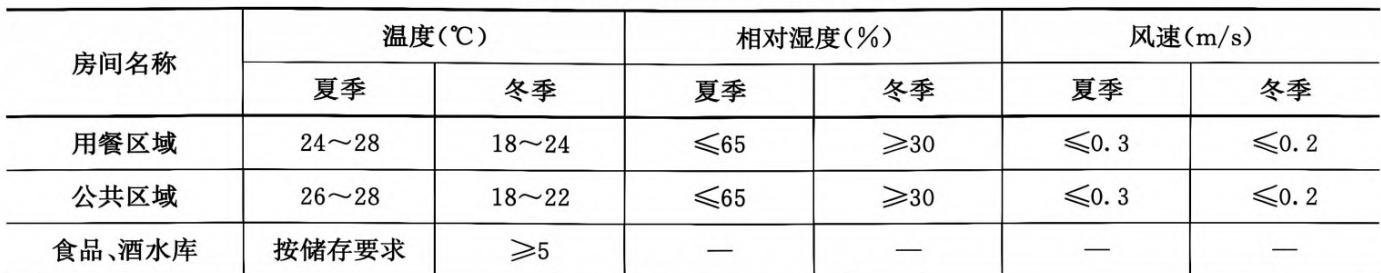 房间名称 温度(℃) 相对湿度(%) 风速(m/s)
夏季 冬季 夏季 冬季 夏季 冬季
用餐区域 24～28 18～24 ≤65 ≥30 ≤0.3 ≤0.2
公共区域 26～28 18～22 ≤65 ≥30 ≤0.3 ≤0.2
食品、酒水库 按储存要求 ≥5 — — — —